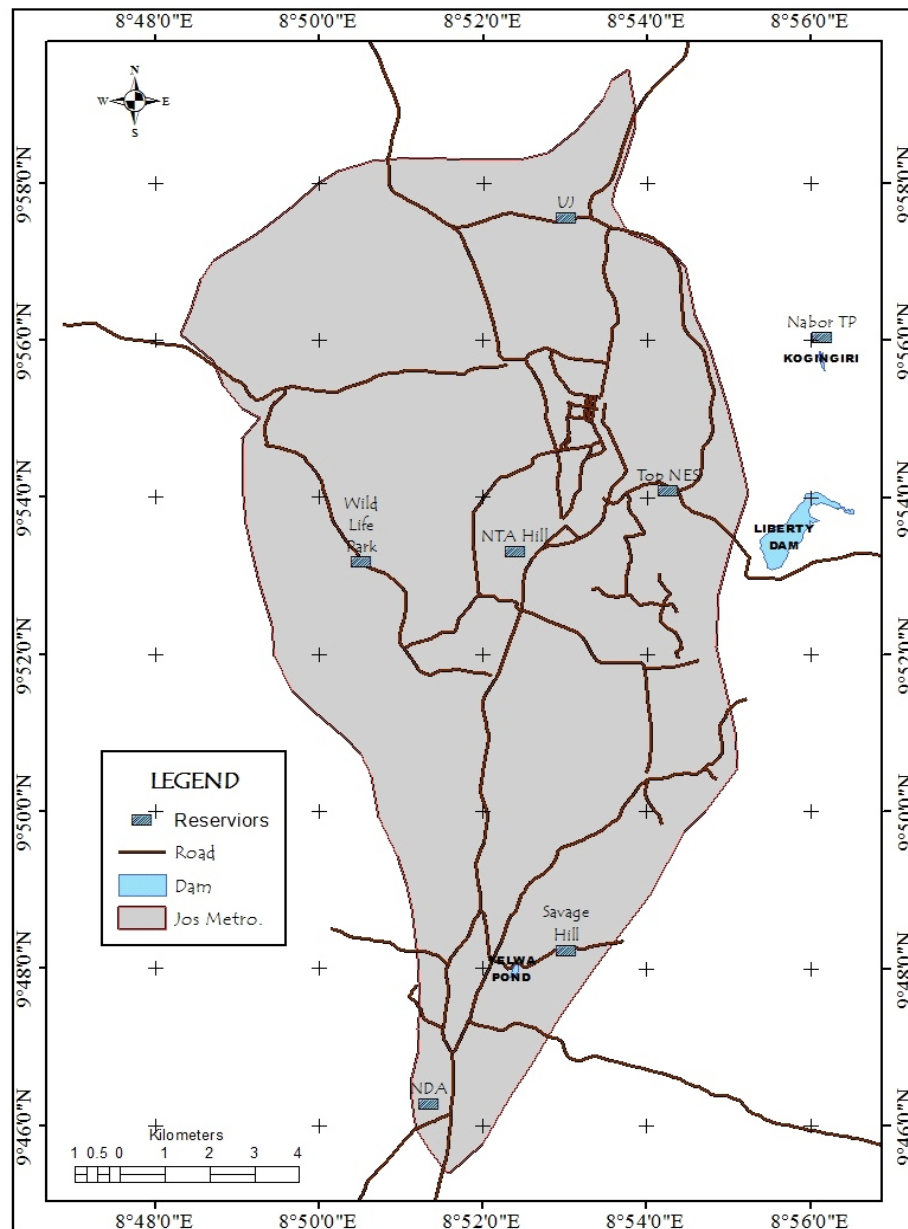 8°48'0"E 8°50'0"E 8°52'0"E 8°54'0"E 8°56'0"E
N
W E
S
9°58'0"N 9°58'0"N
UJ
Nabor TP
9°56'0"N 9°56'0"N
KOGINGIRI
Top NES
9°54'0"N 9°54'0"N
Wild
Life
Park
NTA Hill
LIBERTY
DAM
9°52'0"N 9°52'0"N
LEGEND
Reserviors
Road
Dam
Jos Metro.
9°50'0"N 9°50'0"N
Savage
Hill
9°48'0"N 9°48'0"N
ELWA
POND
NDA
9°46'0"N 9°46'0"N
Kilometers
1 0.5 0 1 2 3 4
8°48'0"E 8°50'0"E 8°52'0"E 8°54'0"E 8°56'0"E